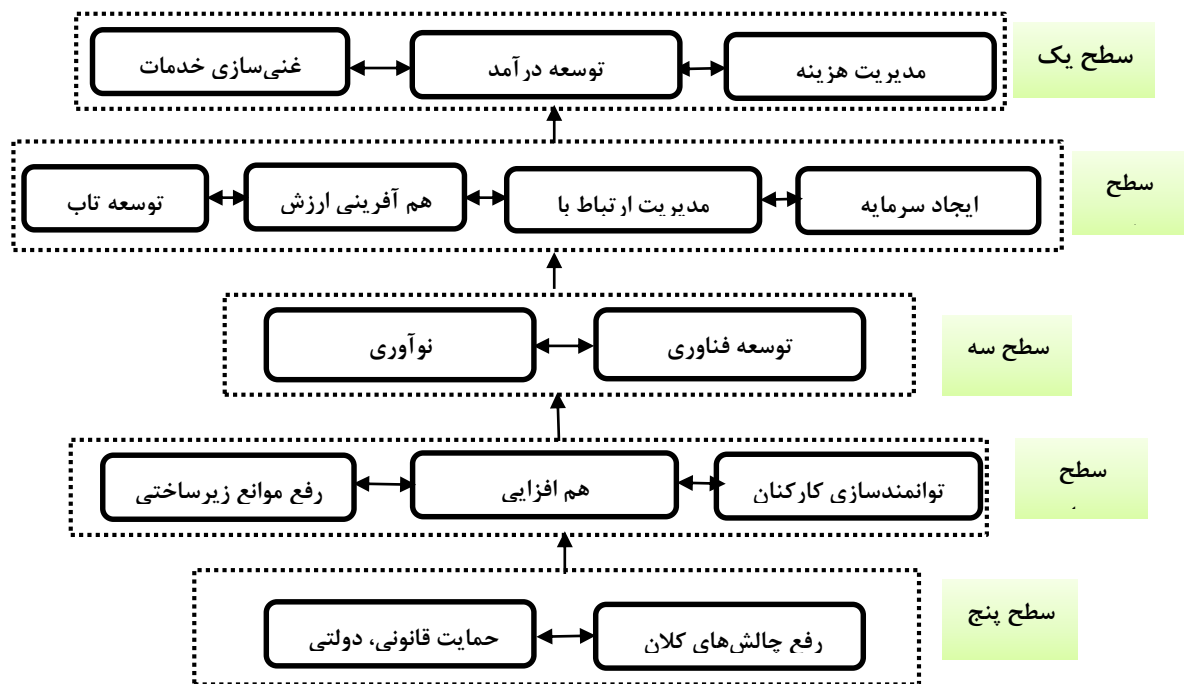 سطح یک
مدیریت هزینه
توسعه درآمد
غنی‌سازی خدمات
سطح
ایجاد سرمایه
مدیریت ارتباط با
هم آفرینی ارزش
توسعه تاب
سطح سه
توسعه فناوری
نوآوری
سطح
توانمندسازی کارکنان
هم افزایی
رفع موانع زیرساختی
سطح پنج
رفع چالش‌های کلان
حمایت قانونی، دولتی